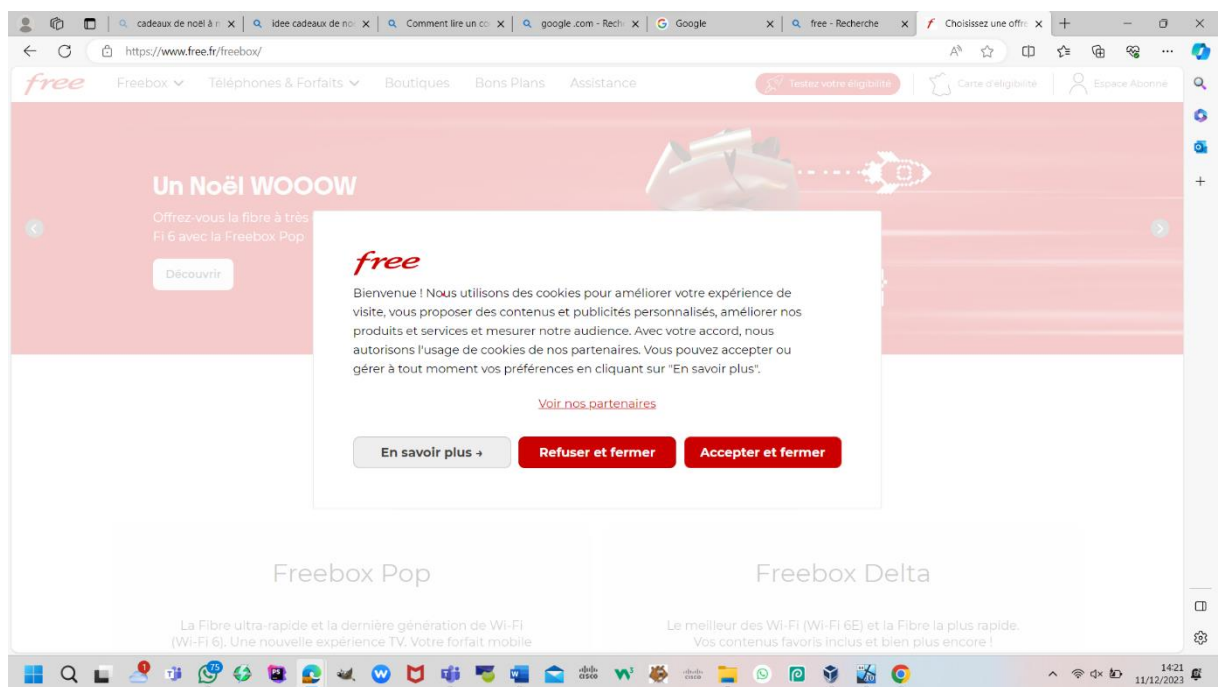 cadeaux de noël à n
idee cadeaux de no
Comment lire un co
google .com - Rech
Google
free - Recherche
Choisissez une offre
https://www.free.fr/freebox/
free
Freebox
Téléphones & Forfaits
Boutiques
Bons Plans
Assistance
Testez votre éligibilité
Carte d'éligibilité
Espace Abonné
Un Noël WOOOW
Offrez-vous la fibre à très
Fi 6 avec la Freebox Pop
Découvrir
free
Bienvenue ! Nous utilisons des cookies pour améliorer votre expérience de
visite, vous proposer des contenus et publicités personnalisés, améliorer nos
produits et services et mesurer notre audience. Avec votre accord, nous
autorisons l'usage de cookies de nos partenaires. Vous pouvez accepter ou
gérer à tout moment vos préférences en cliquant sur "En savoir plus".
Voir nos partenaires
En savoir plus →
Refuser et fermer
Accepter et fermer
Freebox Pop
La Fibre ultra-rapide et la dernière génération de Wi-Fi
(Wi-Fi 6). Une nouvelle expérience TV. Votre forfait mobile
Freebox Delta
Le meilleur des Wi-Fi (Wi-Fi 6E) et la Fibre la plus rapide.
Vos contenus favoris inclus et bien plus encore !
75
14:21
11/12/2023